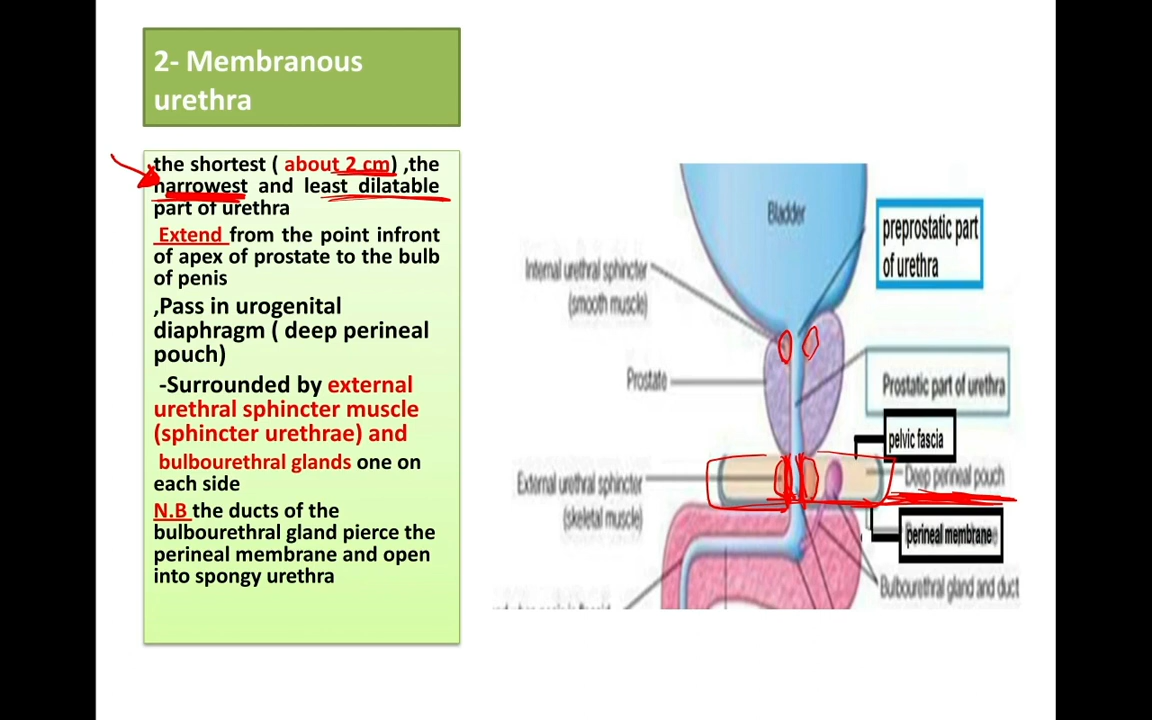 2- Membranous
urethra
the shortest ( about 2 cm) ,the
narrowest and least dilatable
part of urethra
Extend from the point infront
of apex of prostate to the bulb
of penis
,Pass in urogenital
diaphragm ( deep perineal
pouch)
-Surrounded by external
urethral sphincter muscle
(sphincter urethrae) and
bulbourethral glands one on
each side
N.B the ducts of the
bulbourethral gland pierce the
perineal membrane and open
into spongy urethra
Bladder
preprostatic part
of urethra
Internal urethral sphincter
(smooth muscle)
Prostate
Prostatic part of urethra
pelvic fascia
Deep perineal pouch
External urethral sphincter
(skeletal muscle)
perineal membrane
Bulbourethral gland and duct